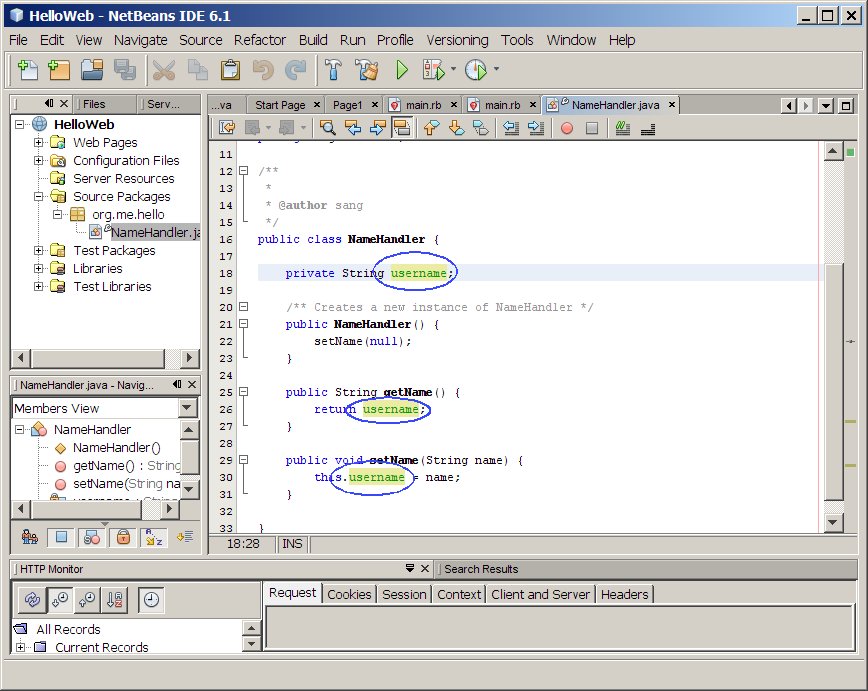 HelloWeb - NetBeans IDE 6.1
File Edit View Navigate Source Refactor Build Run Profile Versioning Tools Window Help
Files Serv...
...va Start Page Page1 main.rb main.rb NameHandler.java
HelloWeb
Web Pages
Configuration Files
Server Resources
Source Packages
org.me.hello
NameHandler.ja
Test Packages
Libraries
Test Libraries
NameHandler.java - Navig...
Members View
NameHandler
NameHandler()
getName() : String
setName(String na
11
12 /**
13 *
14 * @author sang
15 */
16 public class NameHandler {
17
18 private String username;
19
20 /** Creates a new instance of NameHandler */
21 public NameHandler() {
22 setName(null);
23 }
24
25 public String getName() {
26 return username;
27 }
28
29 public void setName(String name) {
30 this.username = name;
31 }
32
33 }
18:28 INS
HTTP Monitor
Search Results
All Records
Current Records
Request Cookies Session Context Client and Server Headers